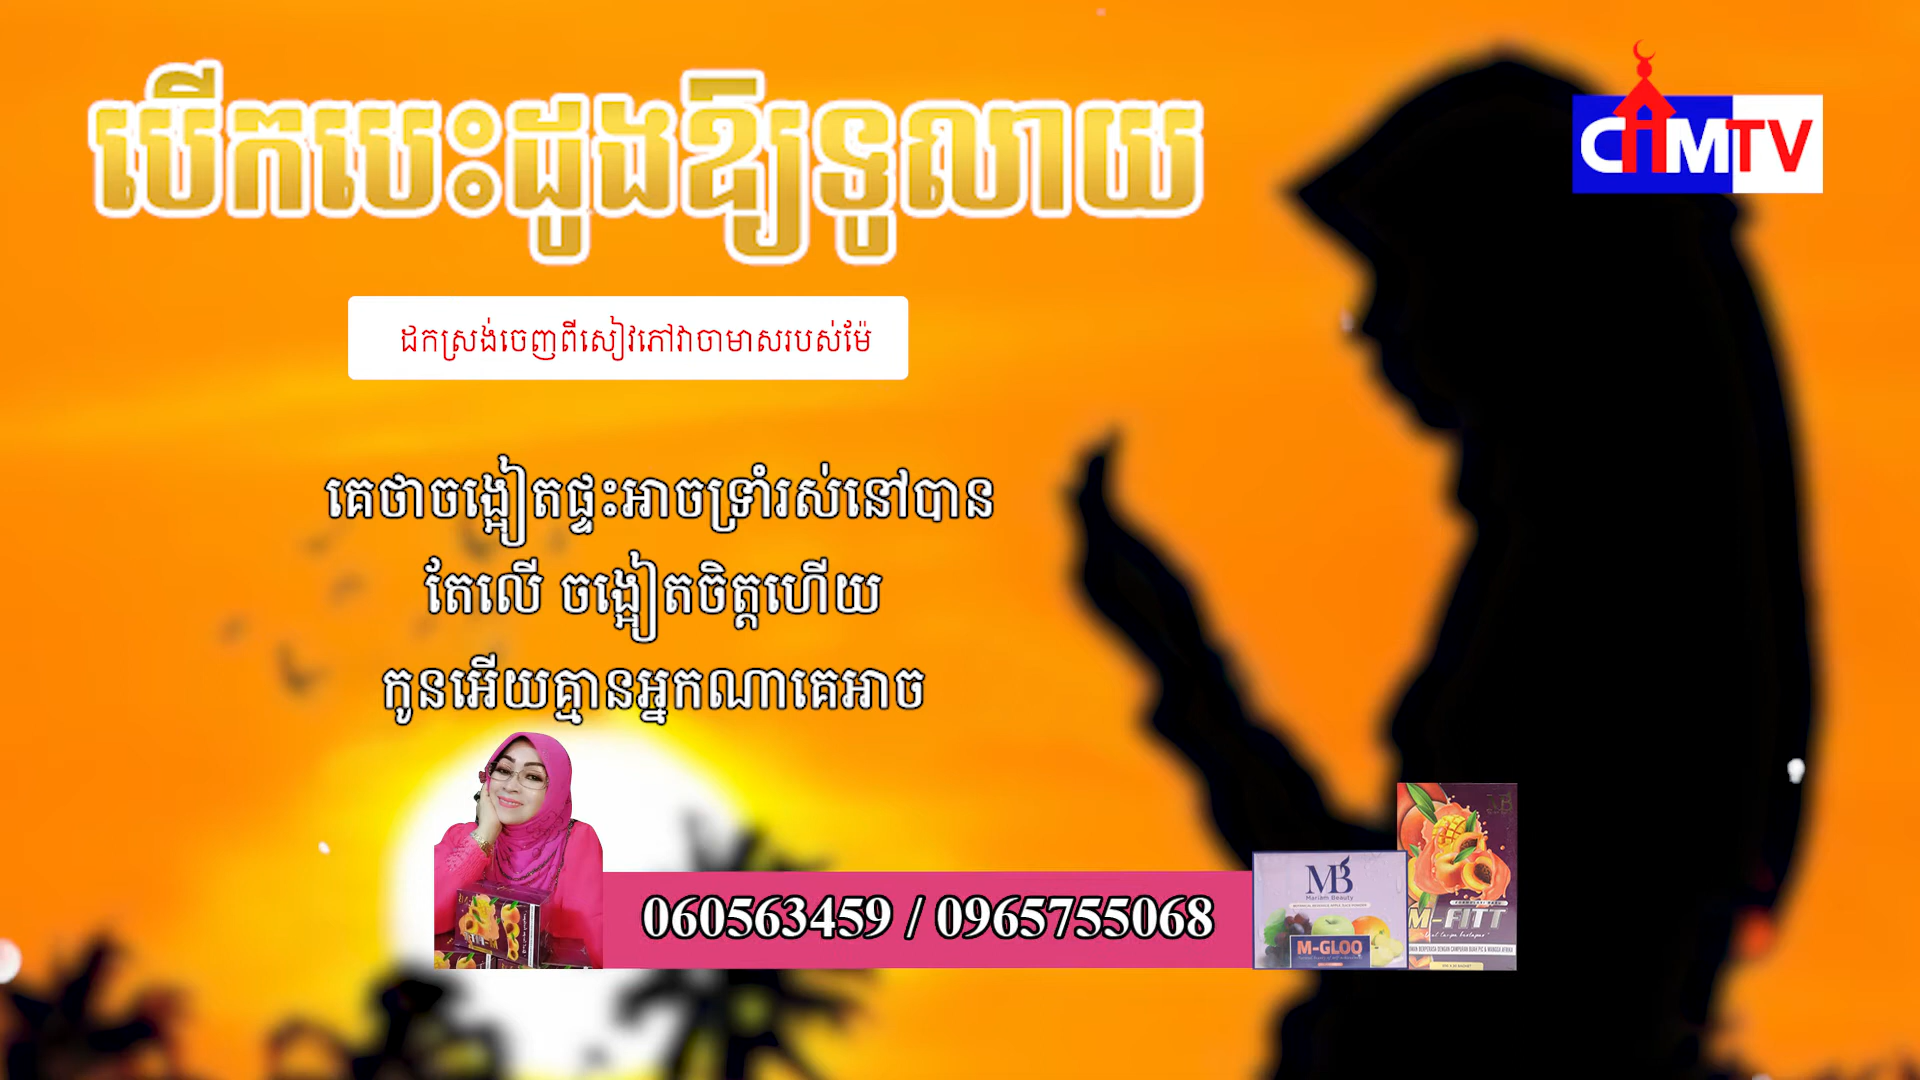 បើកបេះដូងឱ្យទូលាយ
CAMTV
ដកស្រង់ចេញពីសៀវភៅវាចាមាសរបស់ម៉ែ
គេថាចង្អៀតផ្ទះអាចទ្រាំរស់នៅបាន
តែលើ ចង្អៀតចិត្តហើយ
កូនអើយគ្មានអ្នកណាគេអាច
060563459 / 0965755068
MB
Mariam Beauty
M-GLOQ
MB
M-FITT